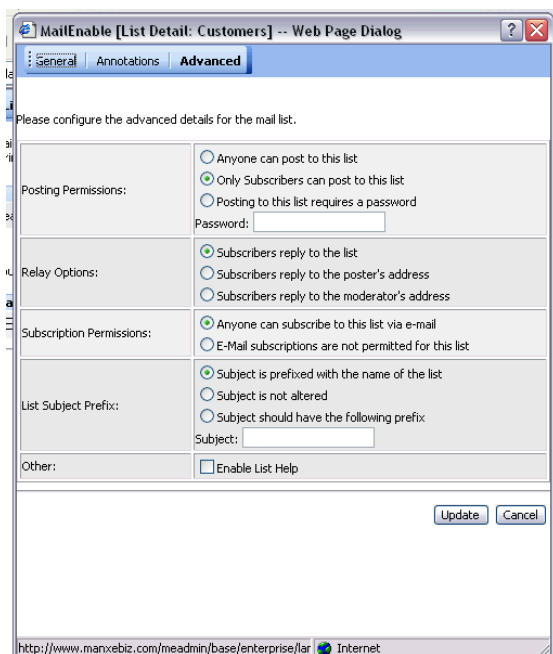 MailEnable [List Detail: Customers] -- Web Page Dialog
General Annotations Advanced
Please configure the advanced details for the mail list.
Posting Permissions:
Anyone can post to this list
Only Subscribers can post to this list
Posting to this list requires a password
Password:
Relay Options:
Subscribers reply to the list
Subscribers reply to the poster's address
Subscribers reply to the moderator's address
Subscription Permissions:
Anyone can subscribe to this list via e-mail
E-Mail subscriptions are not permitted for this list
List Subject Prefix:
Subject is prefixed with the name of the list
Subject is not altered
Subject should have the following prefix
Subject:
Other:
Enable List Help
Update Cancel
http://www.manxebiz.com/meadmin/base/enterprise/lar Internet